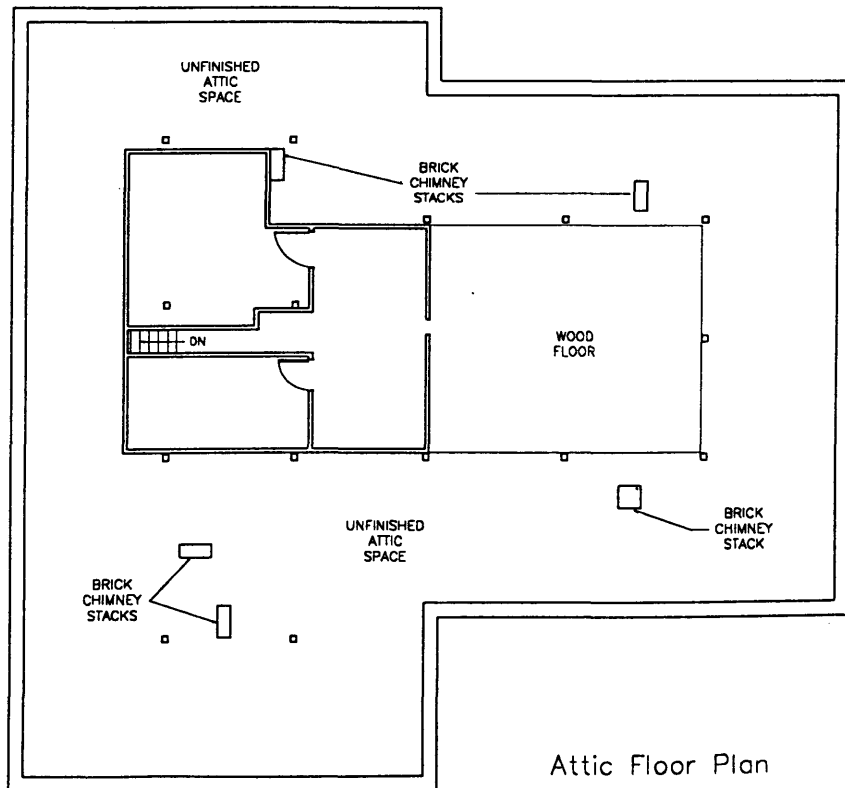 UNFINISHED
ATTIC
SPACE
BRICK
CHIMNEY
STACKS
DN
WOOD
FLOOR
UNFINISHED
ATTIC
SPACE
BRICK
CHIMNEY
STACK
BRICK
CHIMNEY
STACKS
Attic Floor Plan